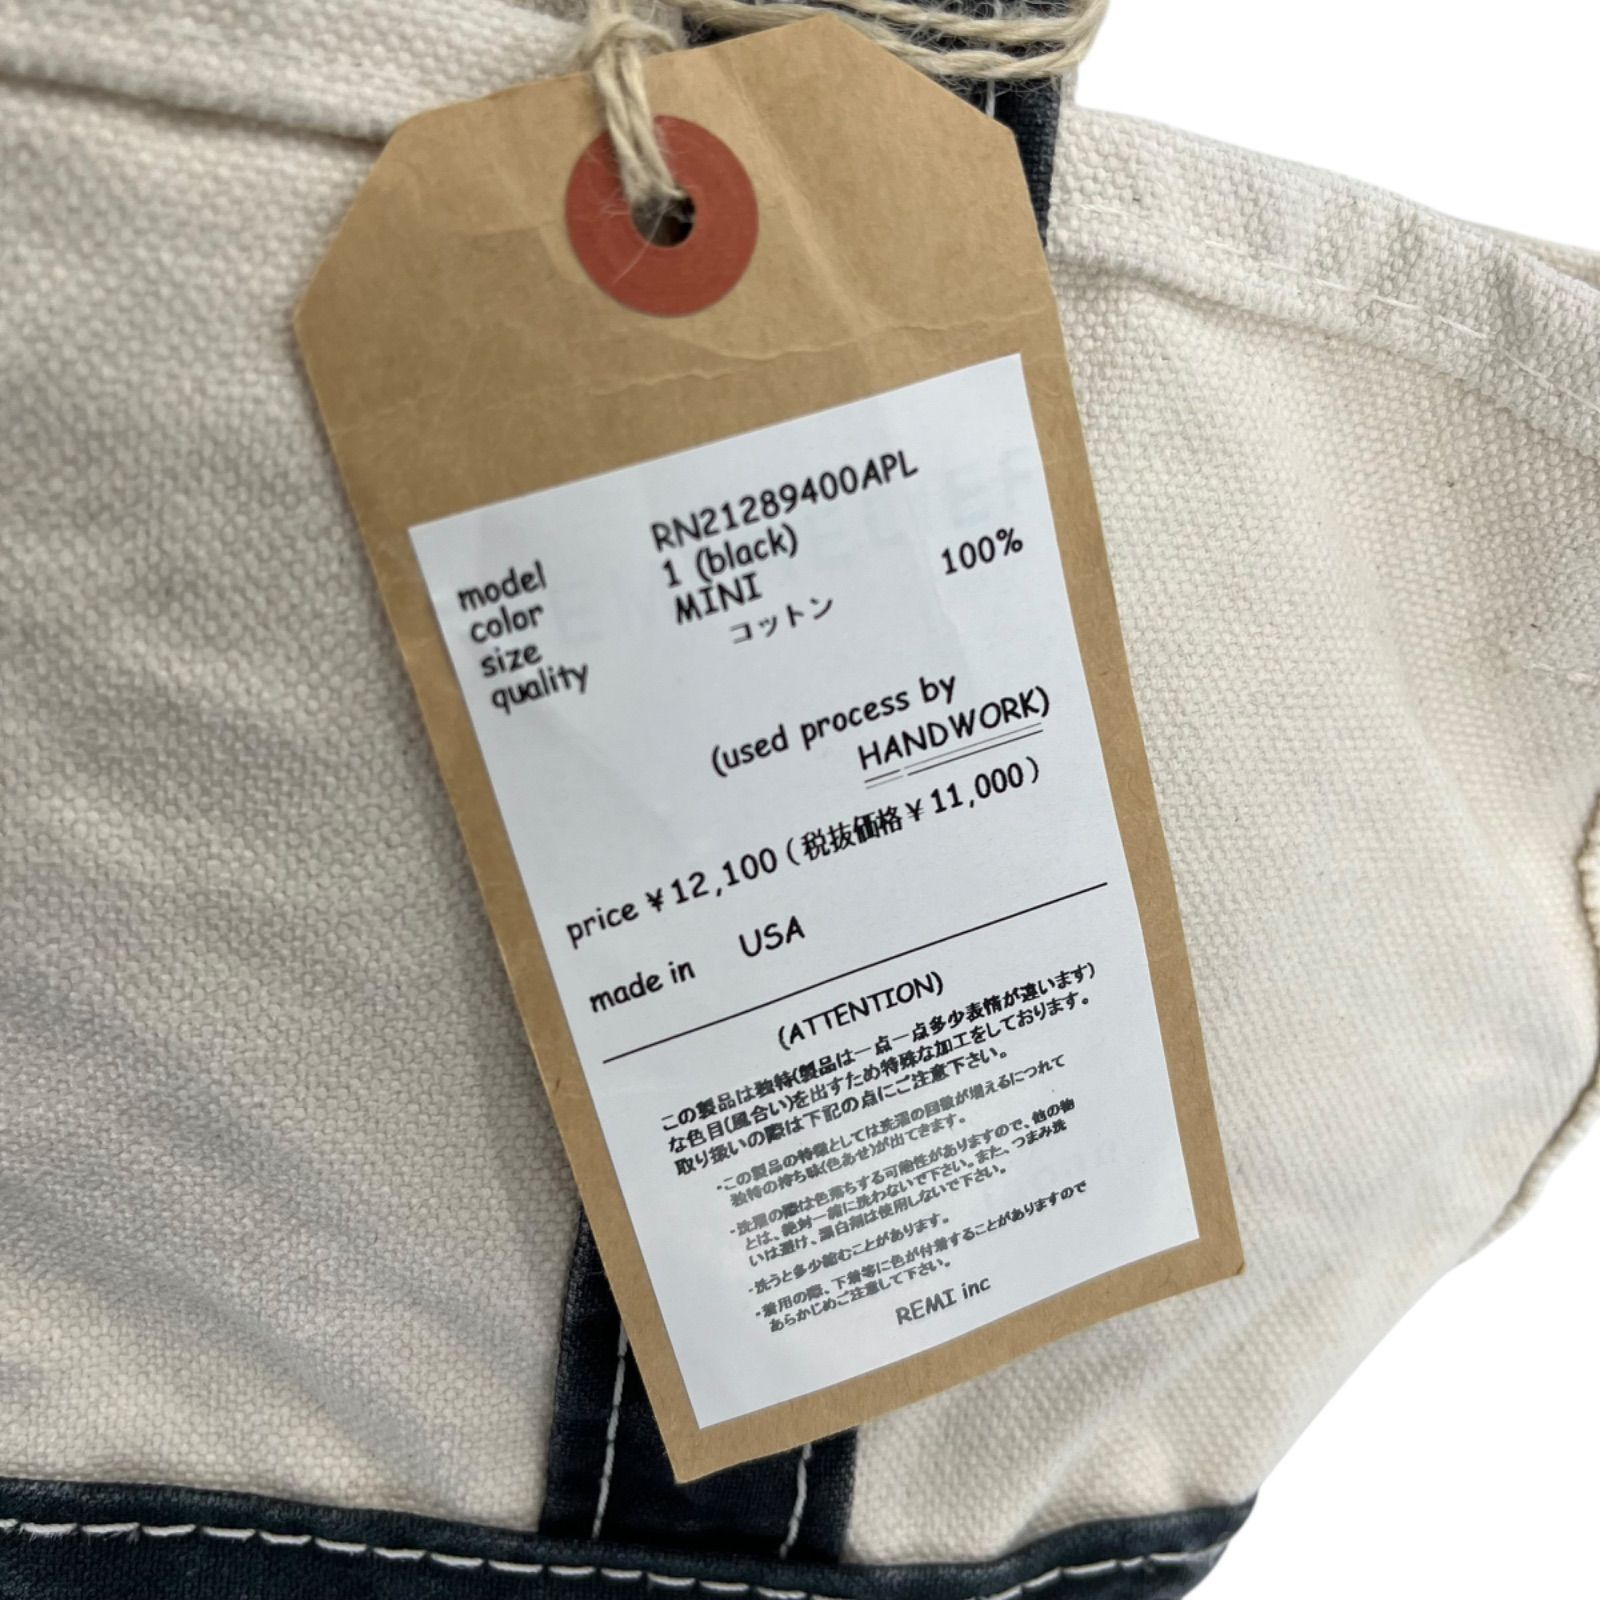 model RN21289400APL
color 1 (black)
size MINI
quality コットン 100%
(used process by
HANDWORK)
price ¥12,100 (税抜価格¥11,000)
made in USA
(ATTENTION)
この製品は独特(製品は一点一点多少表情が違います)
な色目(風合い)を出すため特殊な加工をしております。
取り扱いの際は下記の点にご注意下さい。
・この製品の特徴としては洗濯の回数が増えるにつれて
独特の持ち味(色あせ)が出てきます。
・洗濯の際は色落ちする可能性がありますので、他の物
とは、絶対一緒に洗わないで下さい。また、つまみ洗
いは避け、漂白剤は使用しないで下さい。
・洗うと多少縮むことがあります。
・着用の際、下着等に色が付着することがありますので
あらかじめご注意して下さい。
REMI inc